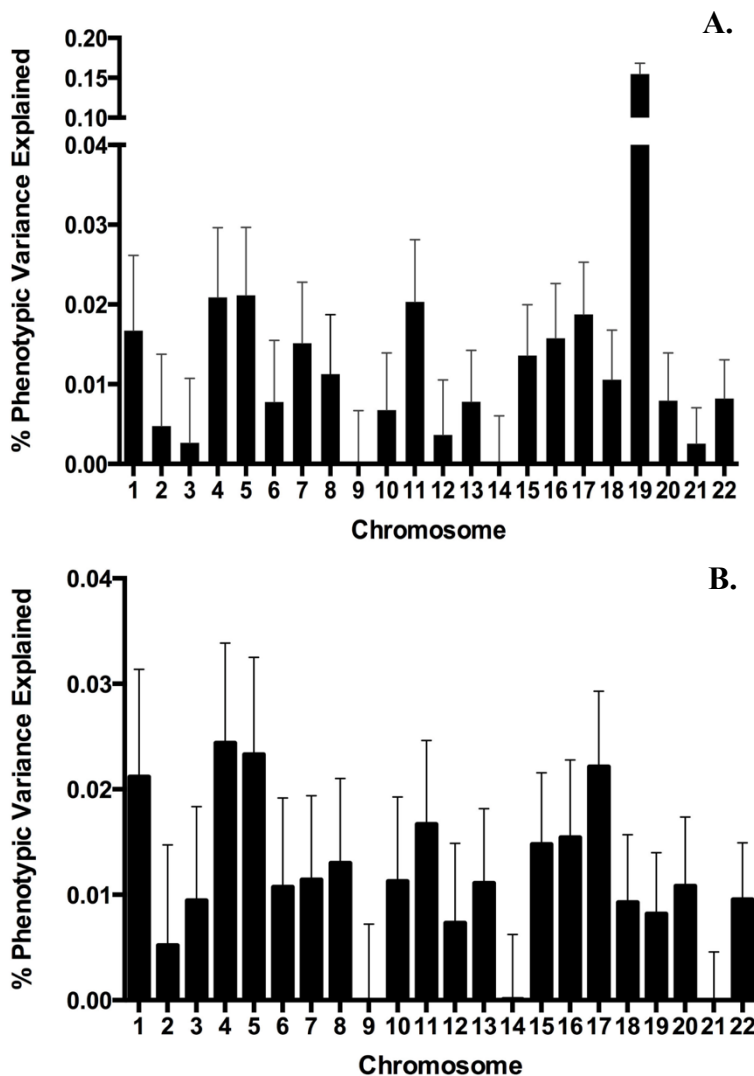 A.
% Phenotypic Variance Explained
0.20
0.15
0.10
0.04
0.03
0.02
0.01
0.00
1 2 3 4 5 6 7 8 9 10 11 12 13 14 15 16 17 18 19 20 21 22
Chromosome
B.
% Phenotypic Variance Explained
0.04
0.03
0.02
0.01
0.00
1 2 3 4 5 6 7 8 9 10 11 12 13 14 15 16 17 18 19 20 21 22
Chromosome